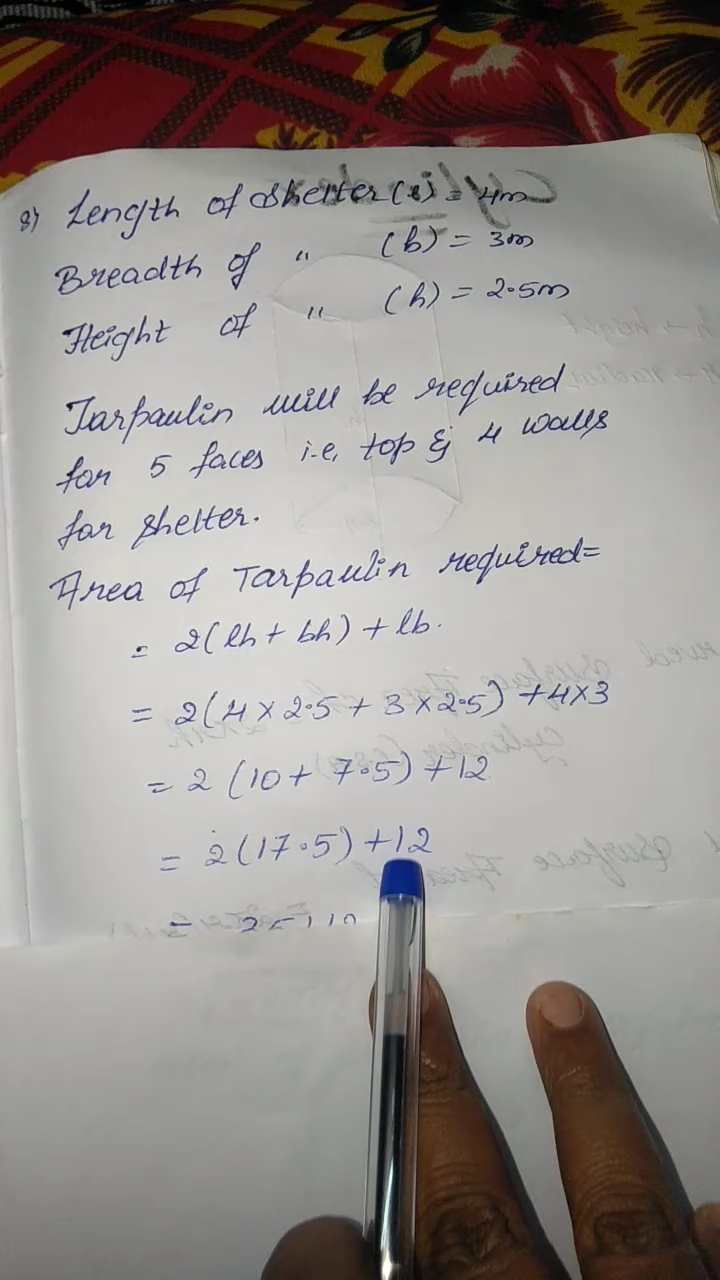 8) Length of Shelter (l) = 4m
Breadth of " (b) = 3m
Height of " (h) = 2.5m
Tarpaulin will be required
for 5 faces i.e, top & 4 walls
for shelter.
Area of Tarpaulin required=
= 2(lh + bh) + lb.
= 2(4 × 2.5 + 3 × 2.5) + 4×3
= 2 (10 + 7.5) + 12
= 2(17.5) + 12